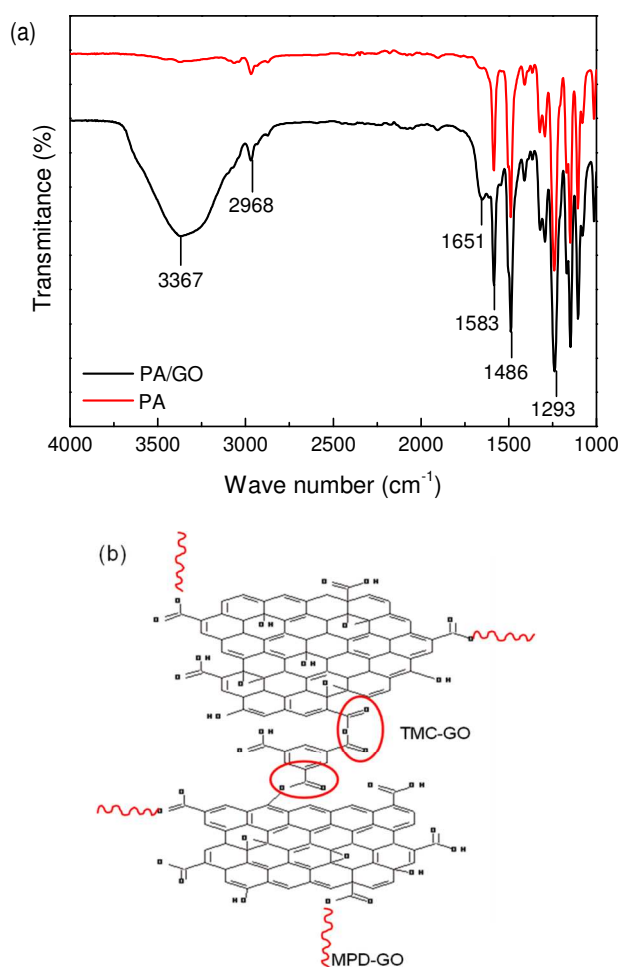 (a)
Transmitance (%)
2968
3367
1651
1583
1486
1293
PA/GO
PA
4000 3500 3000 2500 2000 1500 1000
Wave number (cm⁻¹)
(b)
TMC-GO
MPD-GO